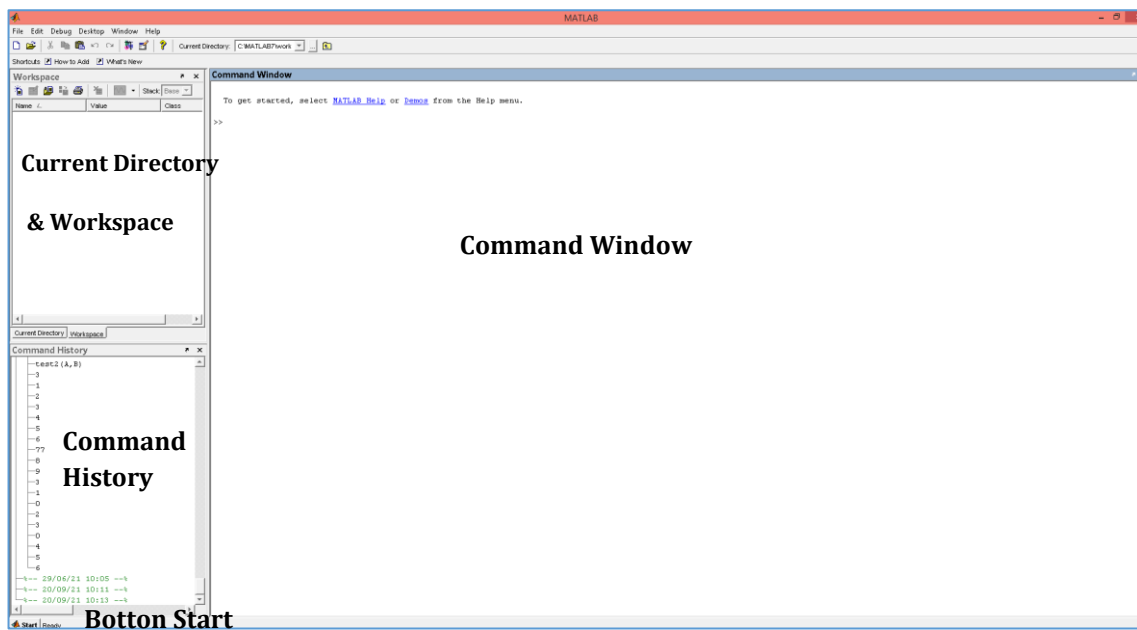 MATLAB
File Edit Debug Desktop Window Help
Current Directory: C:\MATLAB7\work ...
Shortcuts How to Add What's New
Workspace
Stack: Base
Name Value Class
Current Directory
& Workspace
Current Directory Workspace
Command History
test2(A,B)
3
1
2
3
4
5
6
77
8
9
3
1
0
2
3
0
4
5
6
%-- 29/06/21 10:05 --%
%-- 20/09/21 10:11 --%
%-- 20/09/21 10:13 --%
Command
History
Start Ready
Botton Start
Command Window
To get started, select MATLAB Help or Demos from the Help menu.
>>
Command Window